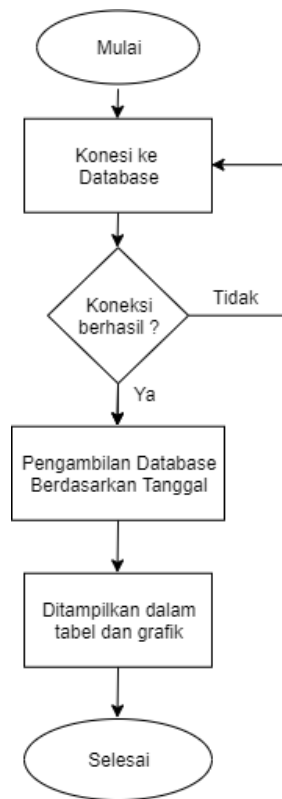 Mulai
Konesi ke
Database
Koneksi
berhasil ?
Tidak
Ya
Pengambilan Database
Berdasarkan Tanggal
Ditampilkan dalam
tabel dan grafik
Selesai